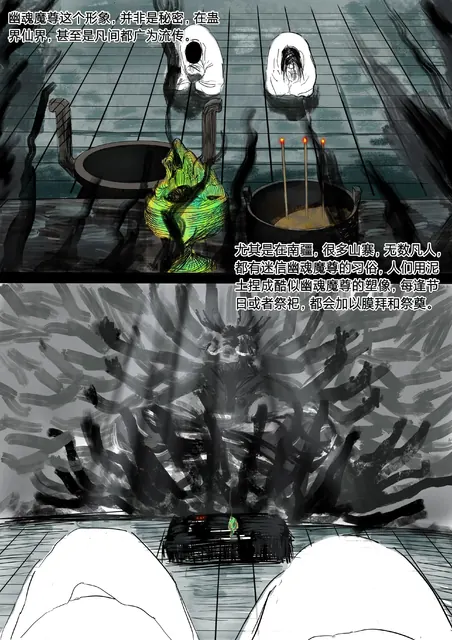 幽魂魔尊这个形象，并非是秘密，在蛊
界仙界，甚至是凡间都广为流传。
尤其是在南疆，很多山寨，无数凡人，
都有迷信幽魂魔尊的习俗，人们用泥
土捏成酷似幽魂魔尊的塑像，每逢节
日或者祭祀，都会加以膜拜和祭奠。